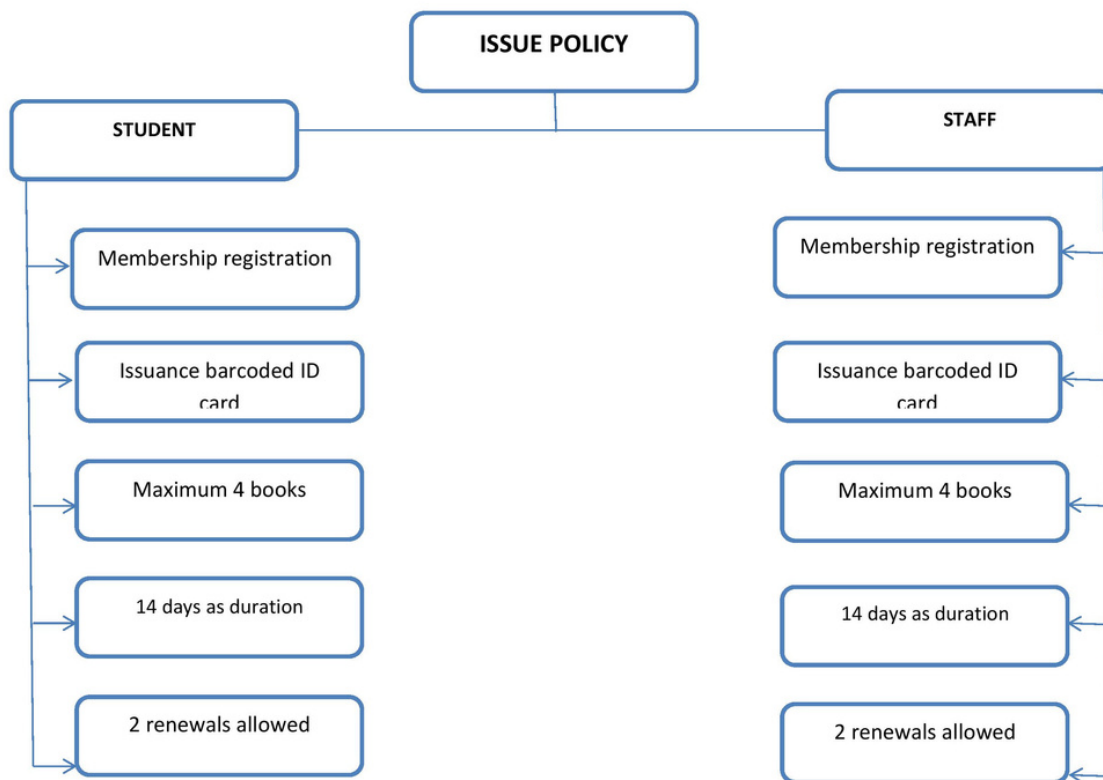 ISSUE POLICY
STUDENT
STAFF
Membership registration
Issuance barcoded ID
card
Maximum 4 books
14 days as duration
2 renewals allowed
Membership registration
Issuance barcoded ID
card
Maximum 4 books
14 days as duration
2 renewals allowed